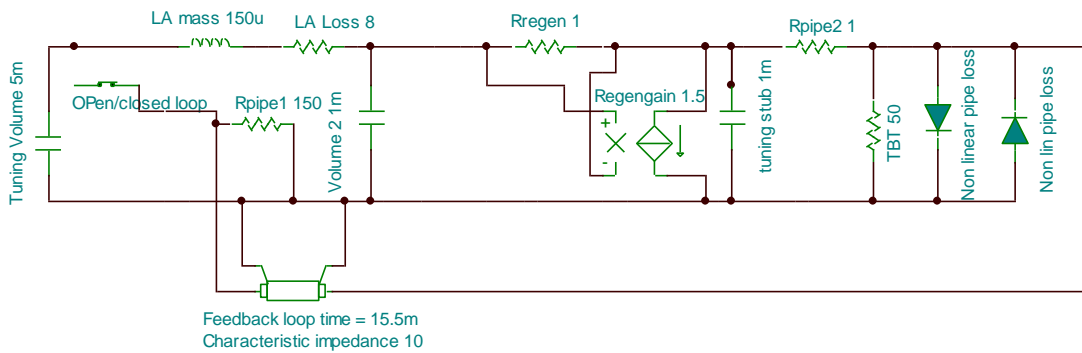 LA mass 150u
LA Loss 8
Rregen 1
Rpipe2 1
OPen/closed loop
Rpipe1 150
Regengain 1.5
Tuning Volume 5m
Volume 2 1m
+
-
tuning stub 1m
TBT 50
Non linear pipe loss
Non lin pipe loss
Feedback loop time = 15.5m
Characteristic impedance 10